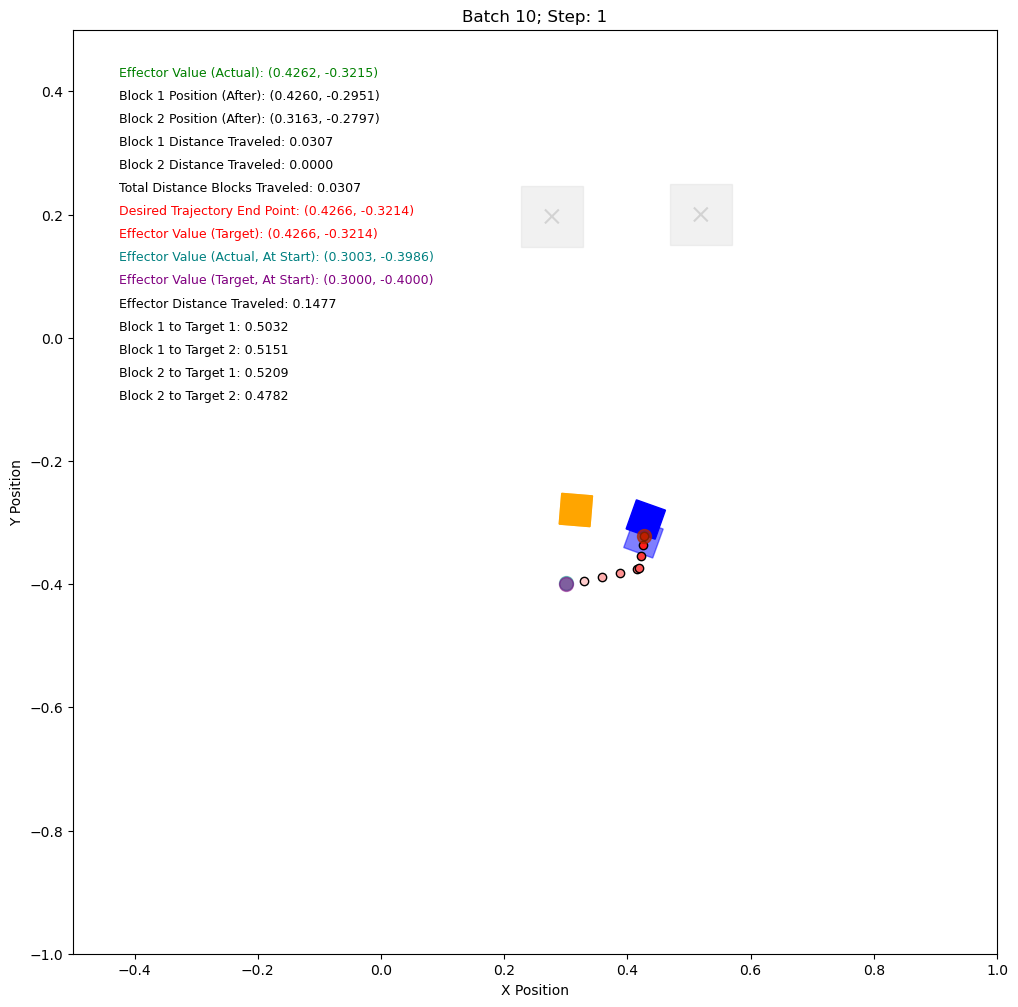 Batch 10; Step: 1
Effector Value (Actual): (0.4262, -0.3215)
Block 1 Position (After): (0.4260, -0.2951)
Block 2 Position (After): (0.3163, -0.2797)
Block 1 Distance Traveled: 0.0307
Block 2 Distance Traveled: 0.0000
Total Distance Blocks Traveled: 0.0307
Desired Trajectory End Point: (0.4266, -0.3214)
Effector Value (Target): (0.4266, -0.3214)
Effector Value (Actual, At Start): (0.3003, -0.3986)
Effector Value (Target, At Start): (0.3000, -0.4000)
Effector Distance Traveled: 0.1477
Block 1 to Target 1: 0.5032
Block 1 to Target 2: 0.5151
Block 2 to Target 1: 0.5209
Block 2 to Target 2: 0.4782
Y Position
0.4
0.2
0.0
−0.2
−0.4
−0.6
−0.8
−1.0
−0.4
−0.2
0.0
0.2
0.4
0.6
0.8
1.0
X Position